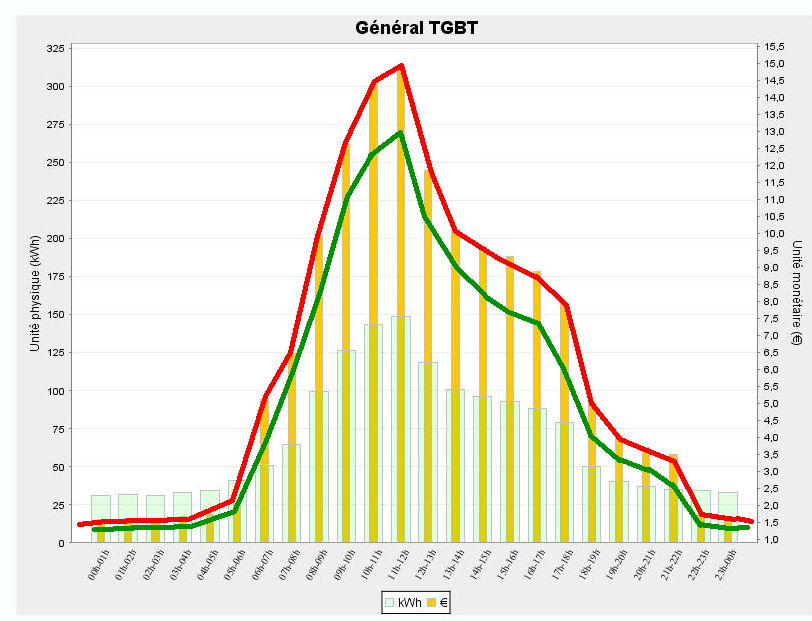 Général TGBT
Unité physique (kWh)
325
300
275
250
225
200
175
150
125
100
75
50
25
0
15,5
15,0
14,5
14,0
13,5
13,0
12,5
12,0
11,5
11,0
10,5
10,0
9,5
9,0
8,5
8,0
7,5
7,0
6,5
6,0
5,5
5,0
4,5
4,0
3,5
3,0
2,5
2,0
1,5
1,0
Unité monétaire (€)
00h-01h
01h-02h
02h-03h
03h-04h
04h-05h
05h-06h
06h-07h
07h-08h
08h-09h
09h-10h
10h-11h
11h-12h
12h-13h
13h-14h
14h-15h
15h-16h
16h-17h
17h-18h
18h-19h
19h-20h
20h-21h
21h-22h
22h-23h
23h-00h
kWh €